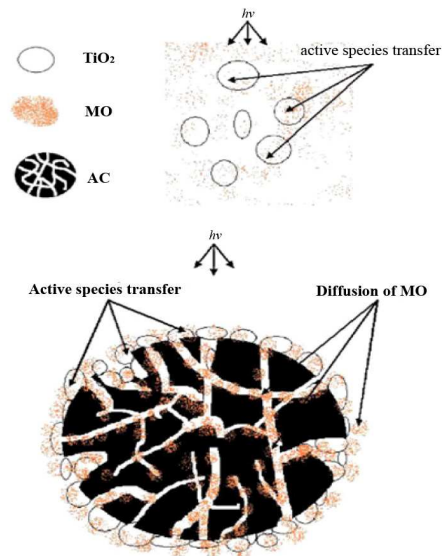 hv
active species transfer
TiO₂
MO
AC
hv
Active species transfer
Diffusion of MO